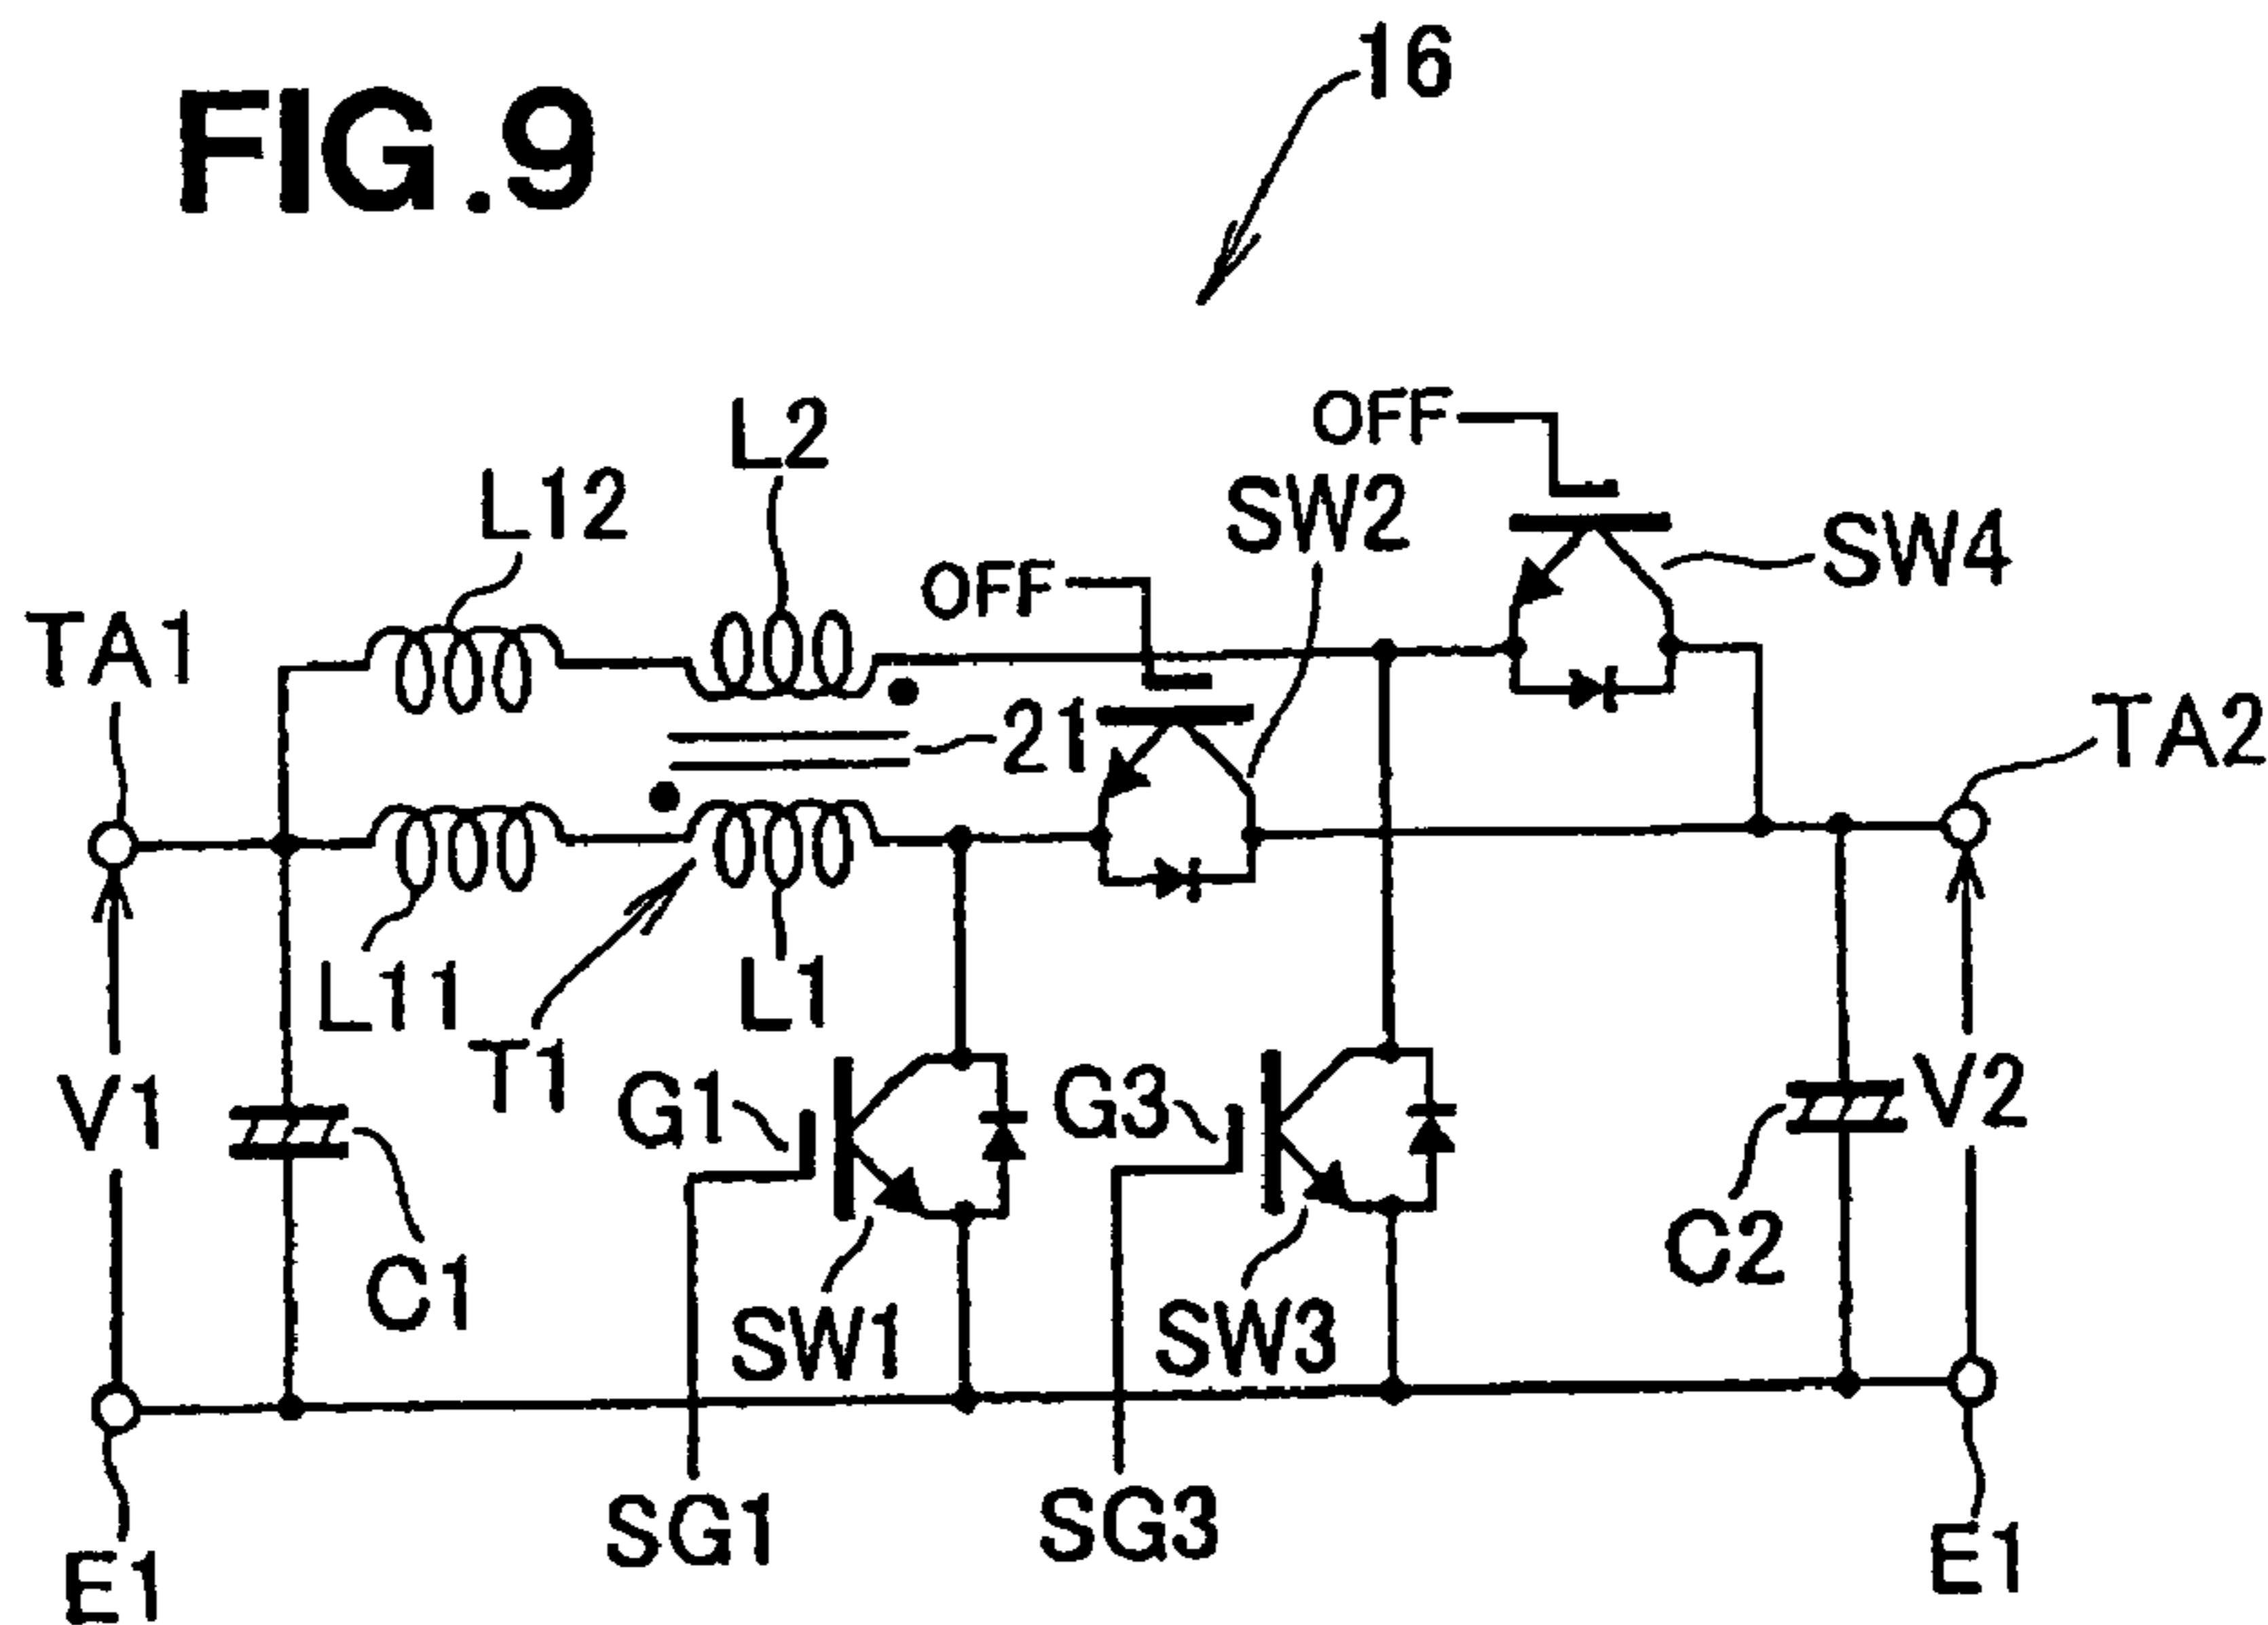 FIG.9
16
L2
OFF
L12
SW2
SW4
OFF
TA1
21
TA2
L11
L1
T1
V1
G1
G3
V2
C1
C2
SW1
SW3
SG1
SG3
E1
E1